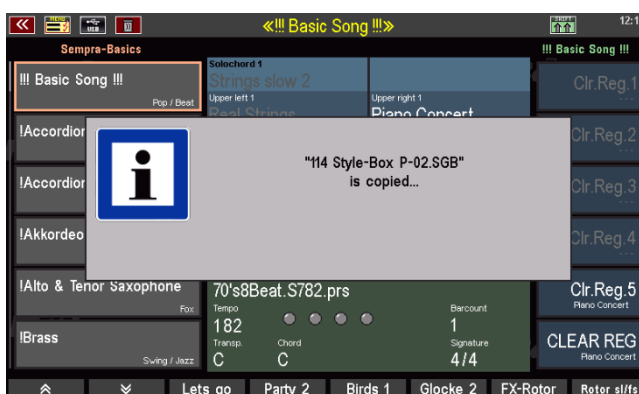 MENU
USB
«!!! Basic Song !!!»
SHIFT
12:1
Sempra-Basics
!!! Basic Song !!!
!!! Basic Song !!!
Pop / Beat
Solochord 1
Strings slow 2
Upper left 1
Real Strings
Upper right 1
Piano Concert
Clr.Reg.1
---
!Accordion
Clr.Reg.2
---
"114 Style-Box P-02.SGB"
is copied...
!Accordion
Clr.Reg.3
---
!Akkordeo
Clr.Reg.4
---
!Alto & Tenor Saxophone
Fox
70's8Beat.S782.prs
Clr.Reg.5
Piano Concert
Tempo
182
Barcount
1
!Brass
Swing / Jazz
Transp.
C
Chord
C
Signature
4/4
CLEAR REG
Piano Concert
Lets go
Party 2
Birds 1
Glocke 2
FX-Rotor
Rotor sl/fs